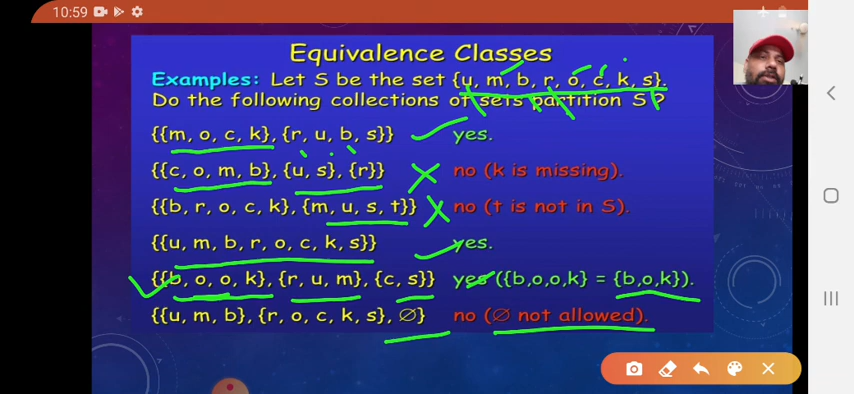 10:59
Equivalence Classes
Examples: Let S be the set {u, m, b, r, o, c, k, s}.
Do the following collections of sets partition S ?
{{m, o, c, k}, {r, u, b, s}} yes.
{{c, o, m, b}, {u, s}, {r}} no (k is missing).
{{b, r, o, c, k}, {m, u, s, t}} no (t is not in S).
{{u, m, b, r, o, c, k, s}} yes.
{{b, o, o, k}, {r, u, m}, {c, s}} yes ({b,o,o,k} = {b,o,k}).
{{u, m, b}, {r, o, c, k, s}, ∅} no (∅ not allowed).